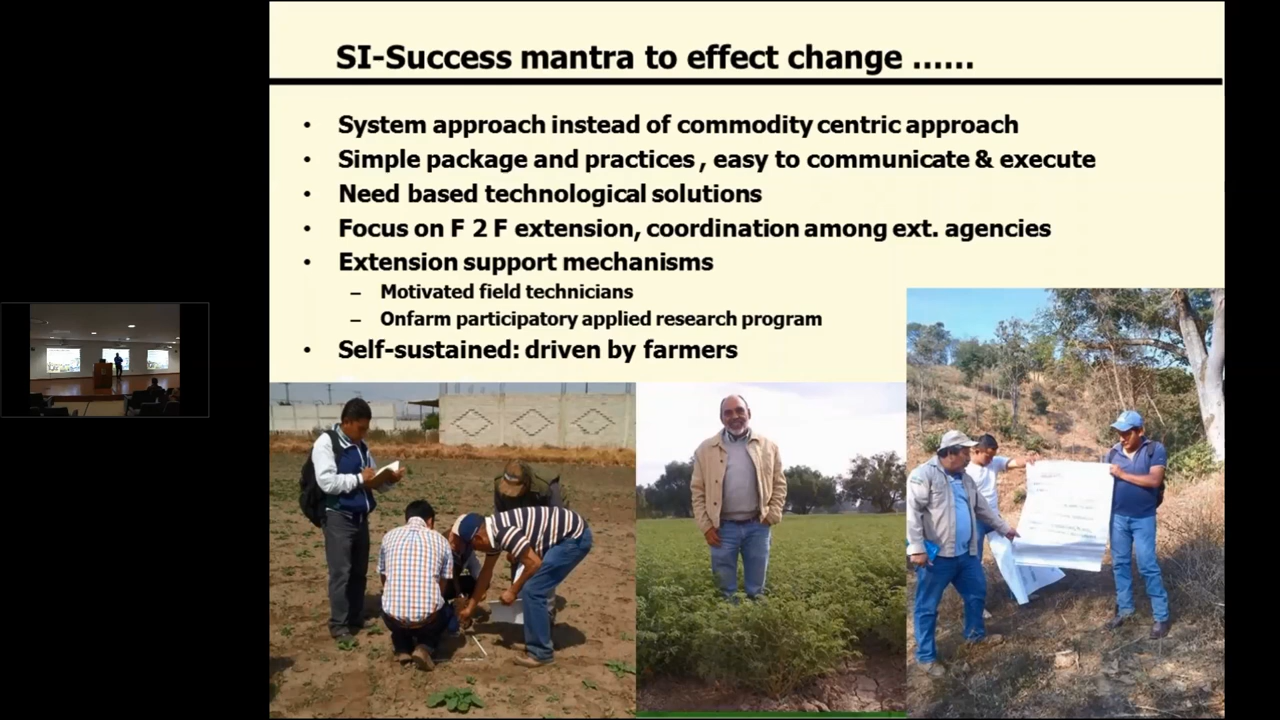 SI-Success mantra to effect change ......
• System approach instead of commodity centric approach
• Simple package and practices , easy to communicate & execute
• Need based technological solutions
• Focus on F 2 F extension, coordination among ext. agencies
• Extension support mechanisms
– Motivated field technicians
– Onfarm participatory applied research program
• Self-sustained: driven by farmers